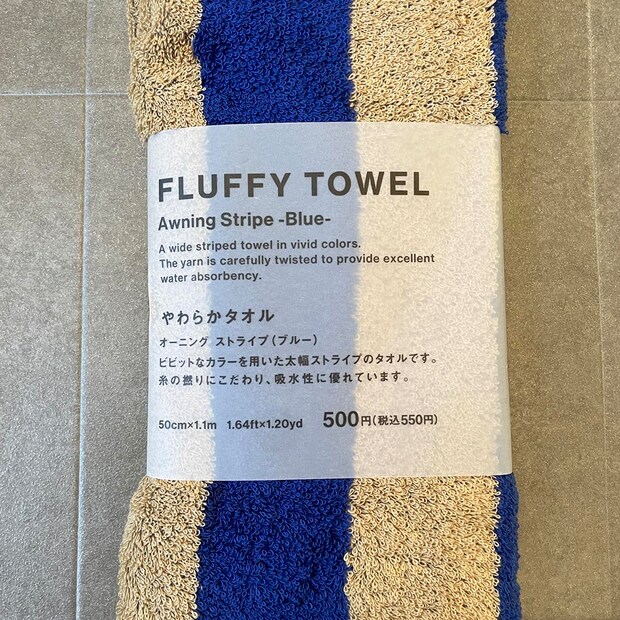 FLUFFY TOWEL
Awning Stripe -Blue-
A wide striped towel in vivid colors.
The yarn is carefully twisted to provide excellent
water absorbency.
やわらかタオル
オーニング ストライプ(ブルー)
ビビットなカラーを用いた太幅ストライプのタオルです。
糸の撚りにこだわり、吸水性に優れています。
50cm×1.1m 1.64ft×1.20yd 500円(税込550円)